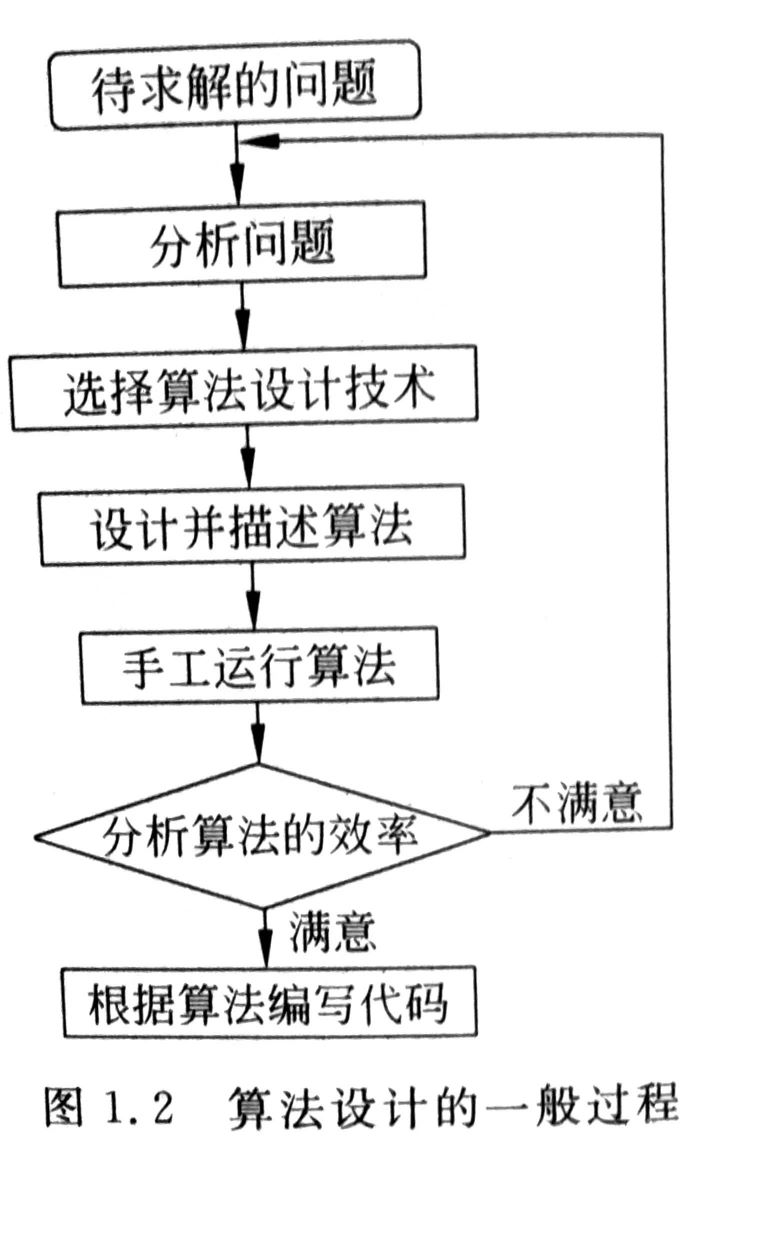 待求解的问题
分析问题
选择算法设计技术
设计并描述算法
手工运行算法
分析算法的效率
不满意
满意
根据算法编写代码
图 1.2 算法设计的一般过程